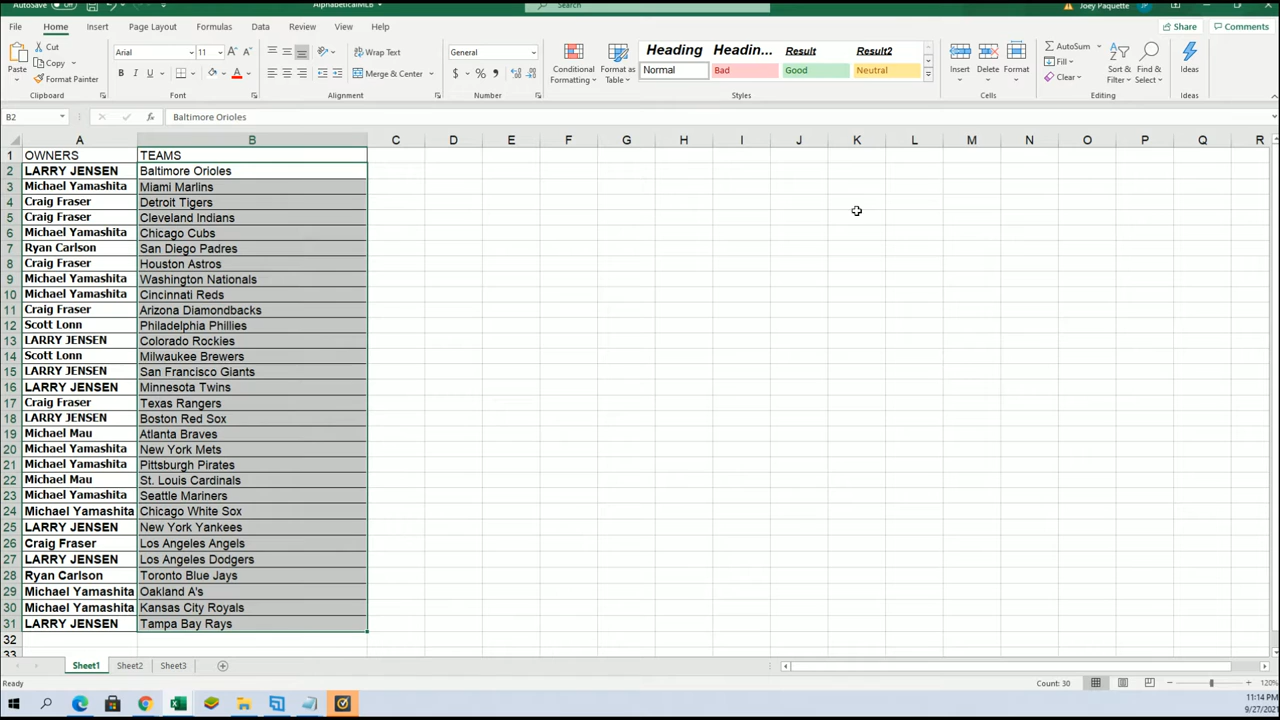 AutoSave
AlphabeticalMLB
Search
Joey Paquette
File Home Insert Page Layout Formulas Data Review View Help
Share Comments
Paste
Cut
Copy
Format Painter
Clipboard
Arial 11
Font
Wrap Text
Merge & Center
Alignment
General
Number
Conditional Formatting
Format as Table
Heading Headin... Result Result2
Normal Bad Good Neutral
Styles
Insert Delete Format
Cells
AutoSum
Fill
Clear
Sort & Filter
Find & Select
Editing
Ideas
Ideas
B2 fx Baltimore Orioles
A B C D E F G H I J K L M N O P Q R
1 OWNERS TEAMS
2 LARRY JENSEN Baltimore Orioles
3 Michael Yamashita Miami Marlins
4 Craig Fraser Detroit Tigers
5 Craig Fraser Cleveland Indians
6 Michael Yamashita Chicago Cubs
7 Ryan Carlson San Diego Padres
8 Craig Fraser Houston Astros
9 Michael Yamashita Washington Nationals
10 Michael Yamashita Cincinnati Reds
11 Craig Fraser Arizona Diamondbacks
12 Scott Lonn Philadelphia Phillies
13 LARRY JENSEN Colorado Rockies
14 Scott Lonn Milwaukee Brewers
15 LARRY JENSEN San Francisco Giants
16 LARRY JENSEN Minnesota Twins
17 Craig Fraser Texas Rangers
18 LARRY JENSEN Boston Red Sox
19 Michael Mau Atlanta Braves
20 Michael Yamashita New York Mets
21 Michael Yamashita Pittsburgh Pirates
22 Michael Mau St. Louis Cardinals
23 Michael Yamashita Seattle Mariners
24 Michael Yamashita Chicago White Sox
25 LARRY JENSEN New York Yankees
26 Craig Fraser Los Angeles Angels
27 LARRY JENSEN Los Angeles Dodgers
28 Ryan Carlson Toronto Blue Jays
29 Michael Yamashita Oakland A's
30 Michael Yamashita Kansas City Royals
31 LARRY JENSEN Tampa Bay Rays
32
33
Sheet1 Sheet2 Sheet3
Ready Count: 30 120%
11:14 PM